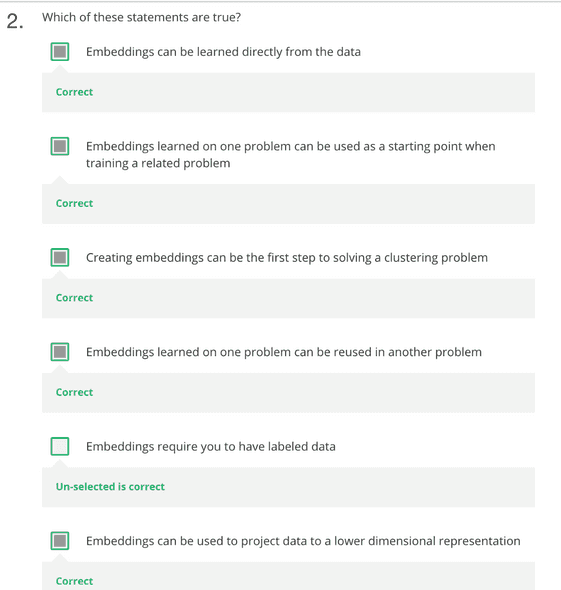 2.
Which of these statements are true?
Embeddings can be learned directly from the data
Correct
Embeddings learned on one problem can be used as a starting point when
training a related problem
Correct
Creating embeddings can be the first step to solving a clustering problem
Correct
Embeddings learned on one problem can be reused in another problem
Correct
Embeddings require you to have labeled data
Un-selected is correct
Embeddings can be used to project data to a lower dimensional representation
Correct